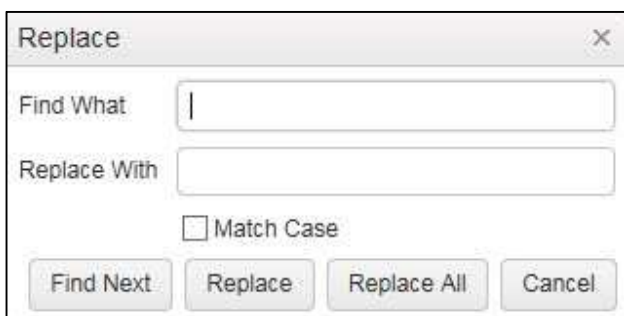 Replace
Find What
Replace With
Match Case
Find Next Replace Replace All Cancel